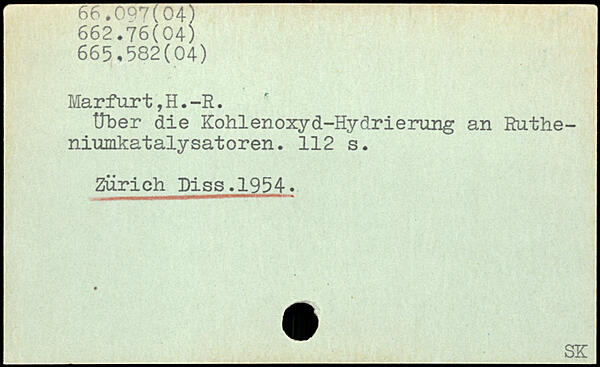 66.097(04)
662.76(04)
665.582(04)
Marfurt,H.-R.
Über die Kohlenoxyd-Hydrierung an Ruthe-
niumkatalysatoren. 112 s.
Zürich Diss.1954.
SK